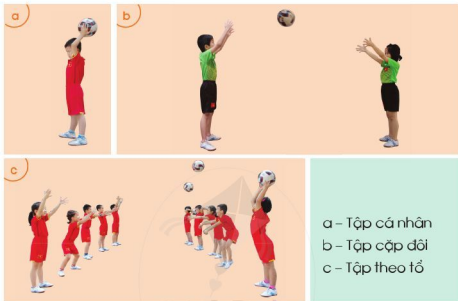 a
b
c
a – Tập cá nhân
b – Tập cặp đôi
c – Tập theo tổ